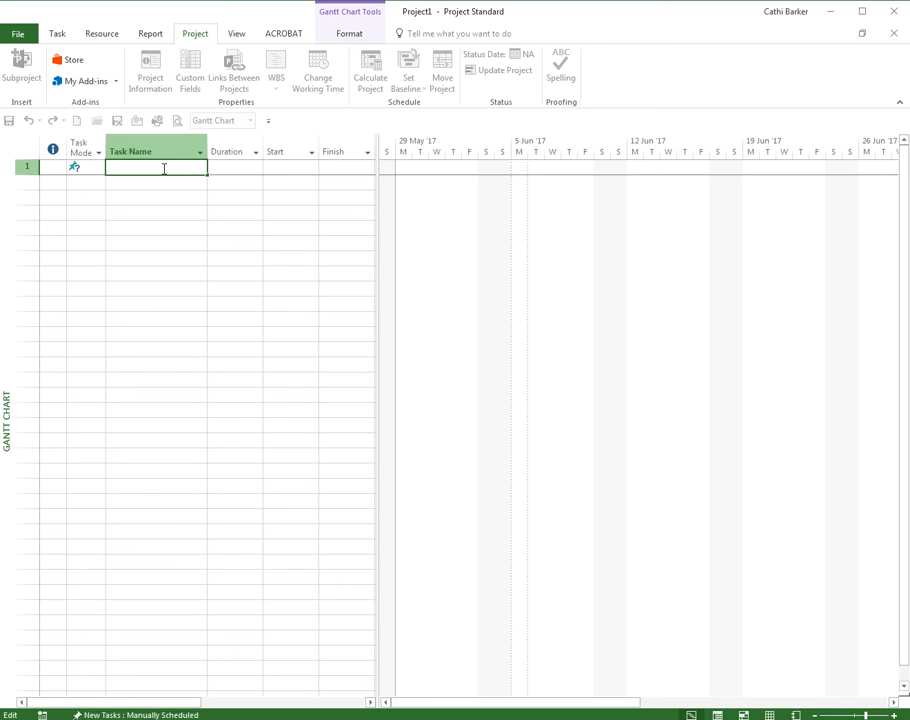 Gantt Chart Tools
Project1 - Project Standard
Cathi Barker
File
Task
Resource
Report
Project
View
ACROBAT
Format
Tell me what you want to do
Subproject
Store
My Add-ins
Project
Information
Custom
Fields
Links Between
Projects
WBS
Change
Working Time
Calculate
Project
Set
Baseline
Move
Project
Status Date:
NA
Update Project
ABC
Spelling
Insert
Add-ins
Properties
Schedule
Status
Proofing
Gantt Chart
Task
Mode
Task Name
Duration
Start
Finish
29 May '17
5 Jun '17
12 Jun '17
19 Jun '17
26 Jun '17
S M T W T F S S M T W T F S S M T W T F S S M T W T F S S M T W
1
GANTT CHART
Edit
New Tasks : Manually Scheduled